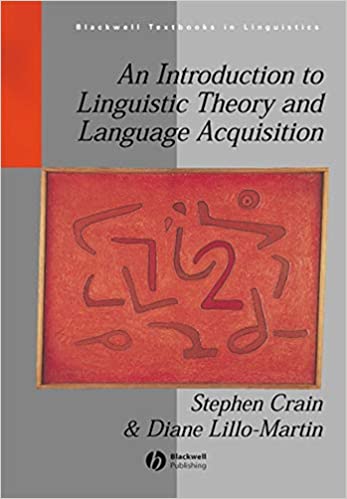 Blackwell Textbooks in Linguistics
An Introduction to
Linguistic Theory and
Language Acquisition
Stephen Crain
& Diane Lillo-Martin
Blackwell
Publishing